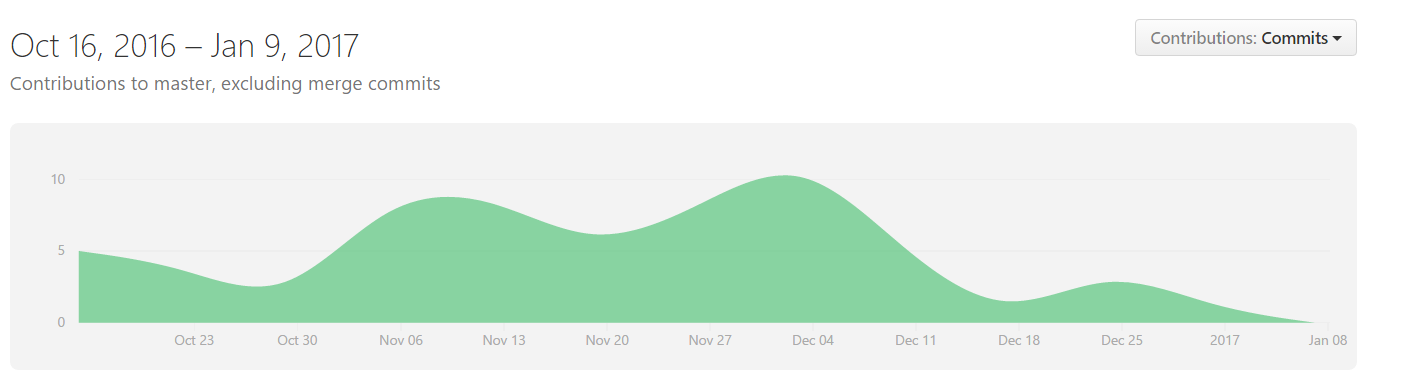 Oct 16, 2016 – Jan 9, 2017
Contributions: Commits
Contributions to master, excluding merge commits
10
5
0
Oct 23 Oct 30 Nov 06 Nov 13 Nov 20 Nov 27 Dec 04 Dec 11 Dec 18 Dec 25 2017 Jan 08